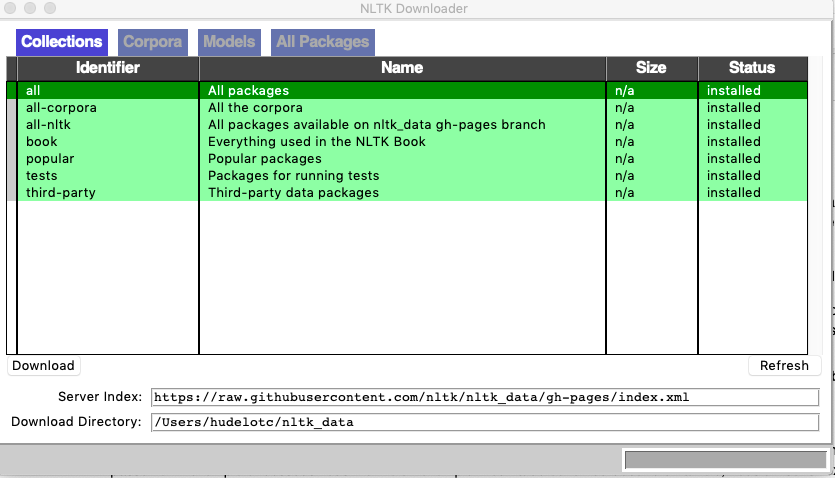 NLTK Downloader
Collections Corpora Models All Packages
Identifier Name Size Status
all All packages n/a installed
all-corpora All the corpora n/a installed
all-nltk All packages available on nltk_data gh-pages branch n/a installed
book Everything used in the NLTK Book n/a installed
popular Popular packages n/a installed
tests Packages for running tests n/a installed
third-party Third-party data packages n/a installed
Download Refresh
Server Index: https://raw.githubusercontent.com/nltk/nltk_data/gh-pages/index.xml
Download Directory: /Users/hudelotc/nltk_data